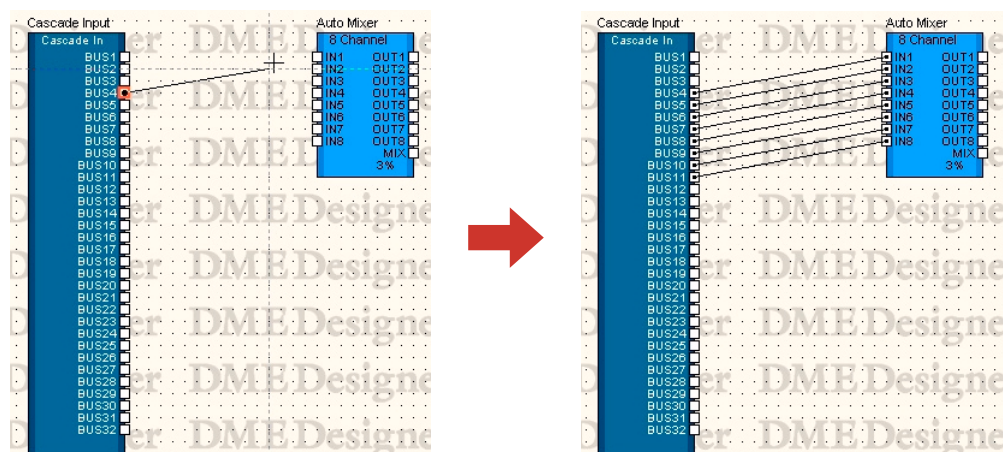 Cascade Input
Cascade In
BUS1
BUS2
BUS3
BUS4
BUS5
BUS6
BUS7
BUS8
BUS9
BUS10
BUS11
BUS12
BUS13
BUS14
BUS15
BUS16
BUS17
BUS18
BUS19
BUS20
BUS21
BUS22
BUS23
BUS24
BUS25
BUS26
BUS27
BUS28
BUS29
BUS30
BUS31
BUS32
Auto Mixer
8 Channel
IN1 OUT1
IN2 OUT2
IN3 OUT3
IN4 OUT4
IN5 OUT5
IN6 OUT6
IN7 OUT7
IN8 OUT8
MIX
3%
DME Designer
Cascade Input
Cascade In
BUS1
BUS2
BUS3
BUS4
BUS5
BUS6
BUS7
BUS8
BUS9
BUS10
BUS11
BUS12
BUS13
BUS14
BUS15
BUS16
BUS17
BUS18
BUS19
BUS20
BUS21
BUS22
BUS23
BUS24
BUS25
BUS26
BUS27
BUS28
BUS29
BUS30
BUS31
BUS32
Auto Mixer
8 Channel
IN1 OUT1
IN2 OUT2
IN3 OUT3
IN4 OUT4
IN5 OUT5
IN6 OUT6
IN7 OUT7
IN8 OUT8
MIX
3%
DME Designer